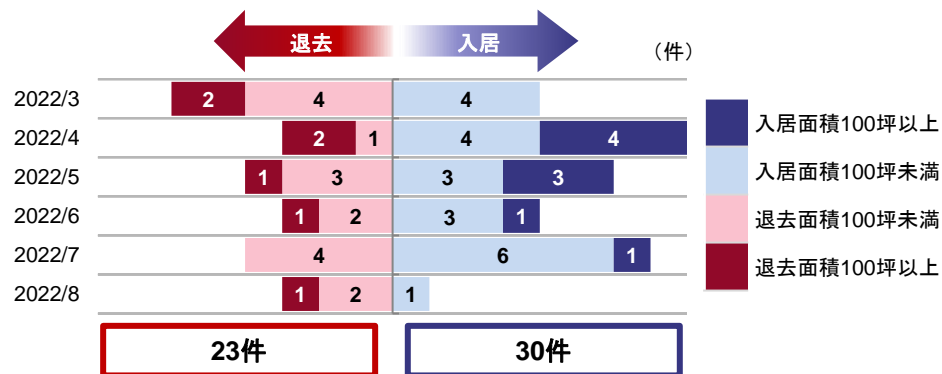 退去 入居
（件）
2022/3 2 4 4
2022/4 2 1 4 4
2022/5 1 3 3 3
2022/6 1 2 3 1
2022/7 4 6 1
2022/8 1 2 1
入居面積100坪以上
入居面積100坪未満
退去面積100坪未満
退去面積100坪以上
23件 30件